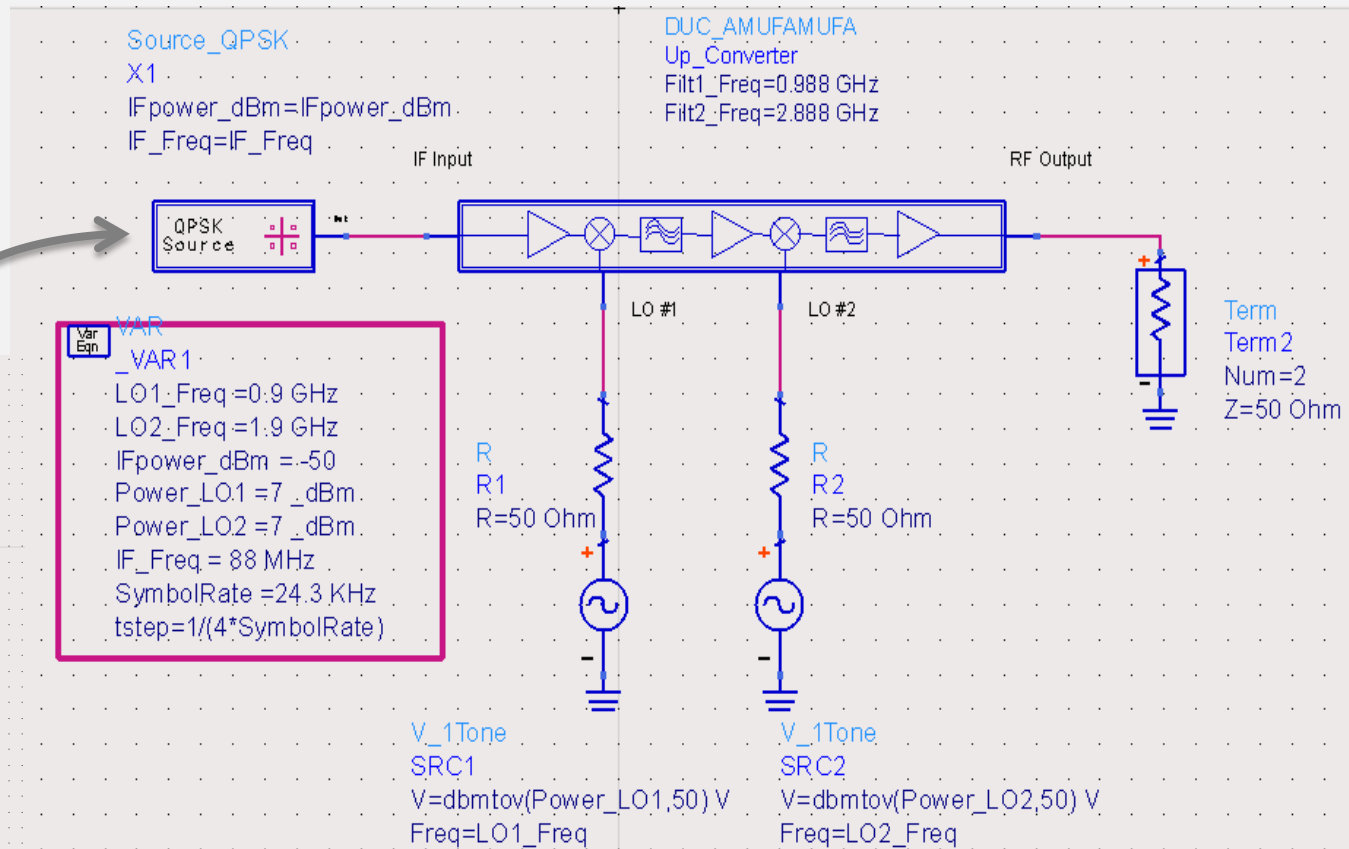 Source_QPSK
X1
IFpower_dBm=IFpower_dBm
IF_Freq=IF_Freq
DUC_AMUFAMUFA
Up_Converter
Filt1_Freq=0.988 GHz
Filt2_Freq=2.888 GHz
IF Input
RF Output
QPSK
Source
LO #1
LO #2
Var
Eqn
VAR
_VAR1
LO1_Freq =0.9 GHz
LO2_Freq =1.9 GHz
IFpower_dBm = -50
Power_LO1 =7 _dBm
Power_LO2 =7 _dBm
IF_Freq = 88 MHz
SymbolRate =24.3 KHz
tstep=1/(4*SymbolRate)
R
R1
R=50 Ohm
R
R2
R=50 Ohm
Term
Term2
Num=2
Z=50 Ohm
V_1Tone
SRC1
V=dbmtov(Power_LO1,50) V
Freq=LO1_Freq
V_1Tone
SRC2
V=dbmtov(Power_LO2,50) V
Freq=LO2_Freq